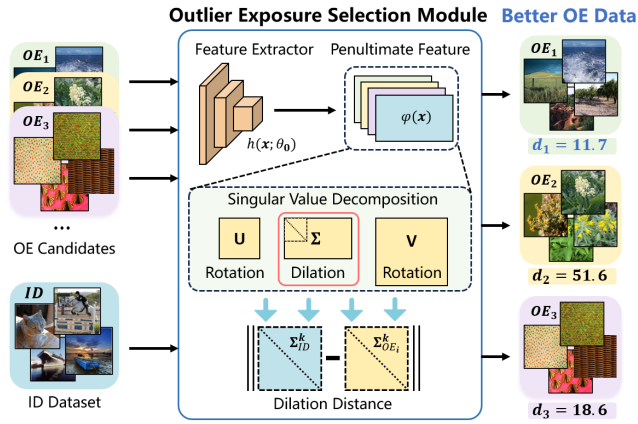 Outlier Exposure Selection Module
Better OE Data
OE1
OE2
OE3
...
OE Candidates
ID
ID Dataset
Feature Extractor
Penultimate Feature
h(x; θ0)
φ(x)
Singular Value Decomposition
U
Σ
V
Rotation
Dilation
Rotation
Σ^k_ID
Σ^k_OEi
Dilation Distance
OE1
d1 = 11.7
OE2
d2 = 51.6
OE3
d3 = 18.6